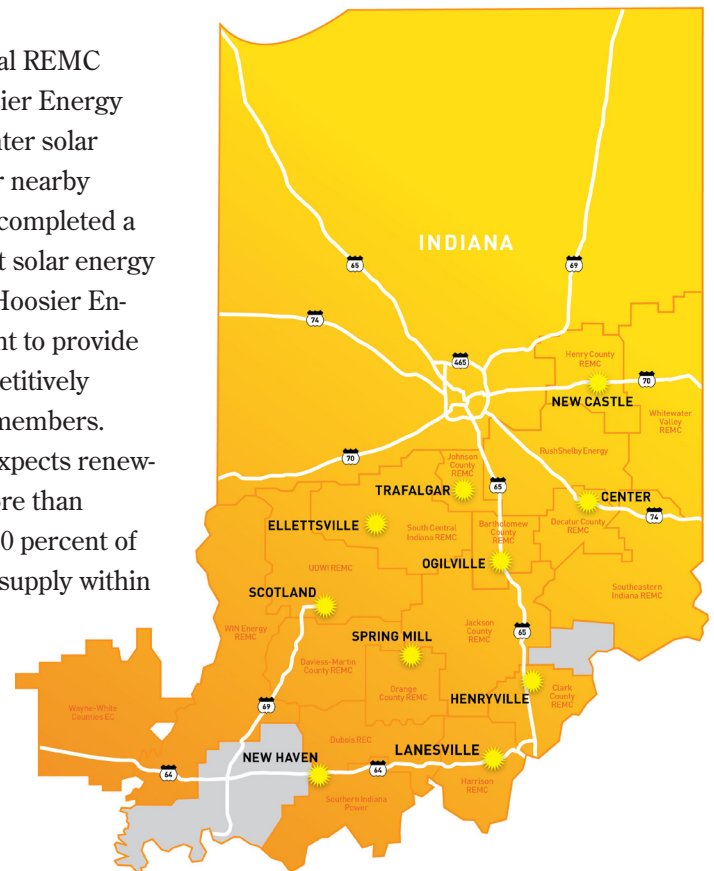 al REMC
ier Energy
nter solar
r nearby
completed a
t solar energy
Hoosier En-
nt to provide
petitively
members.
expects renew-
ore than
0 percent of
supply within
INDIANA
65
69
74
465
70
Henry County
REMC
NEW CASTLE
Whitewater
Valley
REMC
70
Johnson
County
REMC
RushShelby Energy
TRAFALGAR
65
CENTER
Decatur County
REMC
74
ELLETTSVILLE
South Central
Indiana REMC
Bartholomew
County
REMC
OGILVILLE
UDWI REMC
Southeastern
Indiana REMC
SCOTLAND
WIN Energy
REMC
SPRING MILL
Jackson
County
REMC
65
Daviess-Martin
County REMC
Orange
County REMC
HENRYVILLE
Clark
County
REMC
Wayne-White
Counties EC
69
Dubois REC
NEW HAVEN
LANESVILLE
64
64
Harrison
REMC
Southern Indiana
Power